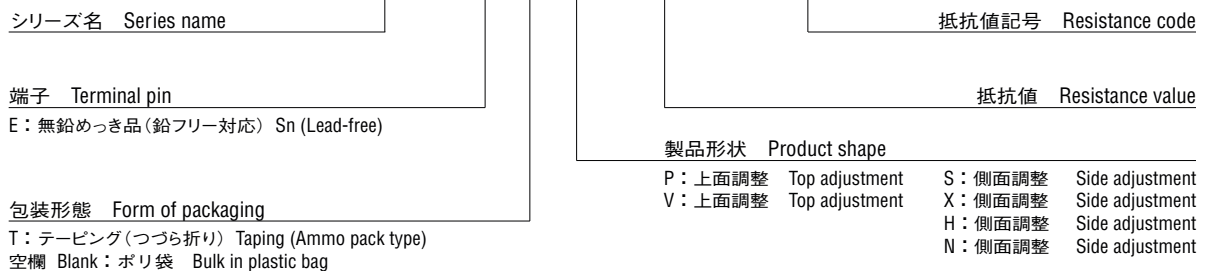 シリーズ名 Series name
抵抗値記号 Resistance code
端子 Terminal pin
E：無鉛めっき品（鉛フリー対応） Sn (Lead-free)
抵抗値 Resistance value
製品形状 Product shape
P：上面調整 Top adjustment S：側面調整 Side adjustment
V：上面調整 Top adjustment X：側面調整 Side adjustment
H：側面調整 Side adjustment
N：側面調整 Side adjustment
包装形態 Form of packaging
T：テーピング（つづら折り） Taping (Ammo pack type)
空欄 Blank：ポリ袋 Bulk in plastic bag